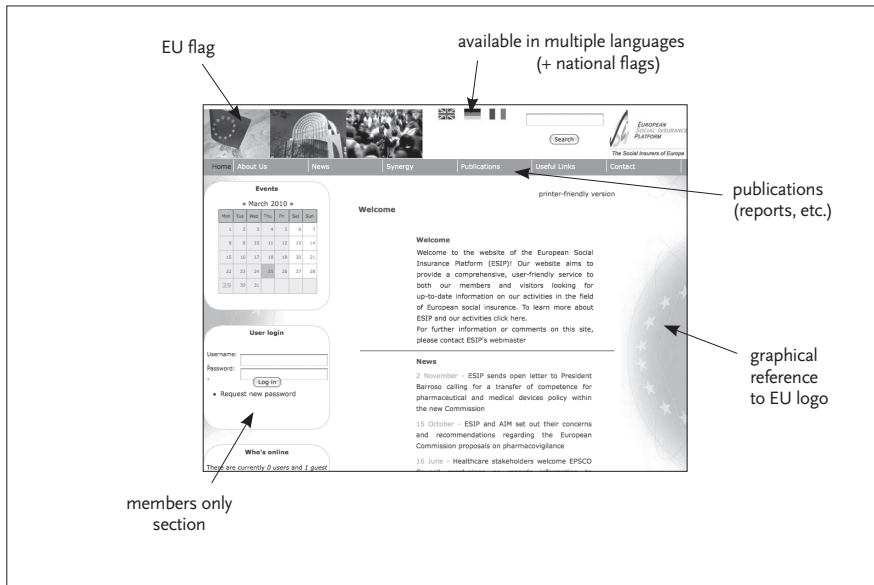 EU flag
available in multiple languages
(+ national flags)
Search
EUROPEAN
SOCIAL INSURANCE
PLATFORM
The Social Insurers of Europe
Home About Us News Synergy Publications Useful Links Contact
publications
(reports, etc.)
printer-friendly version
Events
« March 2010 »
Mon Tue Wed Thu Fri Sat Sun
1 2 3 4 5 6 7
8 9 10 11 12 13 14
15 16 17 18 19 20 21
22 23 24 25 26 27 28
29 30 31
Welcome
Welcome
Welcome to the website of the European Social
Insurance Platform (ESIP)! Our website aims to
provide a comprehensive, user-friendly service to
both our members and visitors looking for
up-to-date information on our activities in the field
of European social insurance. To learn more about
ESIP and our activities click here.
For further information or comments on this site,
please contact ESIP's webmaster
User login
Username:
Password:
Log in
• Request new password
graphical
reference
to EU logo
News
2 November - ESIP sends open letter to President
Barroso calling for a transfer of competence for
pharmaceutical and medical devices policy within
the new Commission
15 October - ESIP and AIM set out their concerns
and recommendations regarding the European
Commission proposals on pharmacovigilance
16 June - Healthcare stakeholders welcome EPSCO
Who's online
There are currently 0 users and 1 guest
members only
section